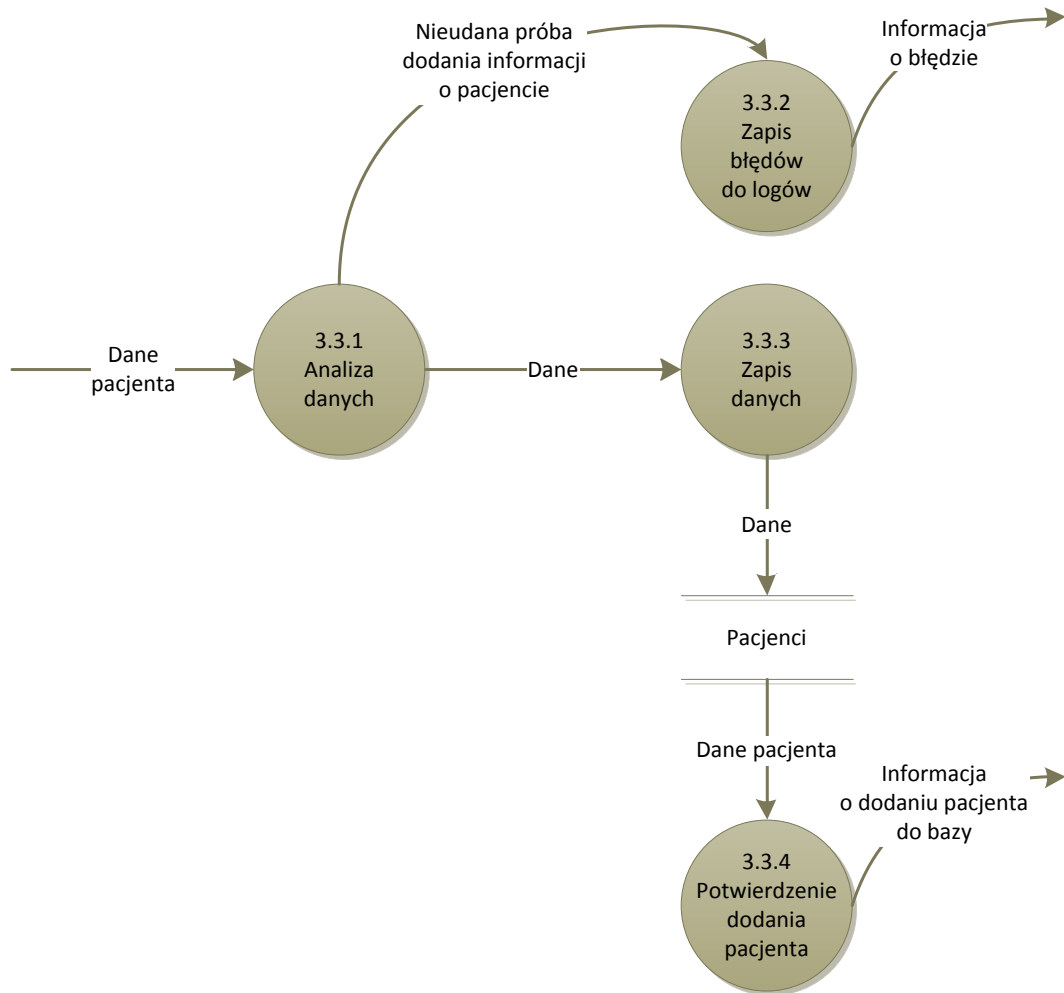 Nieudana próba
dodania informacji
o pacjencie
Informacja
o błędzie
3.3.2
Zapis
błędów
do logów
Dane
pacjenta
3.3.1
Analiza
danych
Dane
3.3.3
Zapis
danych
Dane
Pacjenci
Dane pacjenta
Informacja
o dodaniu pacjenta
do bazy
3.3.4
Potwierdzenie
dodania
pacjenta